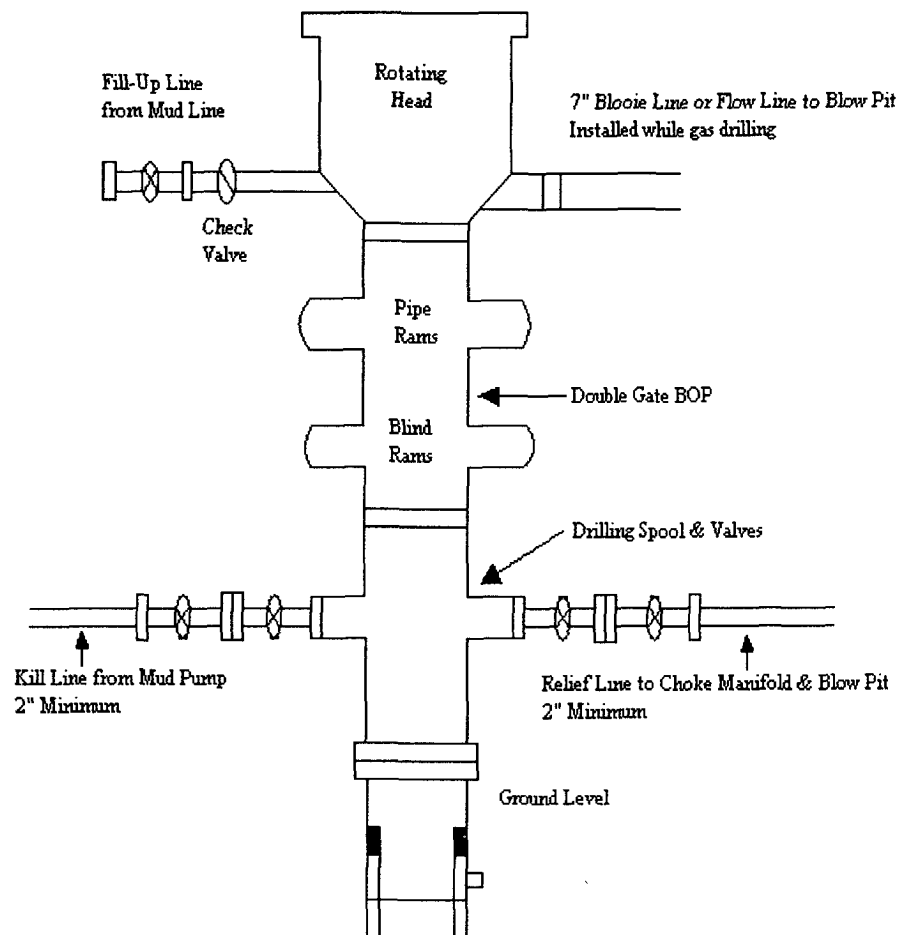 Rotating
Head
Fill-Up Line
from Mud Line
7" Blooie Line or Flow Line to Blow Pit
Installed while gas drilling
Check
Valve
Pipe
Rams
Double Gate BOP
Blind
Rams
Drilling Spool & Valves
Kill Line from Mud Pump
2" Minimum
Relief Line to Choke Manifold & Blow Pit
2" Minimum
Ground Level